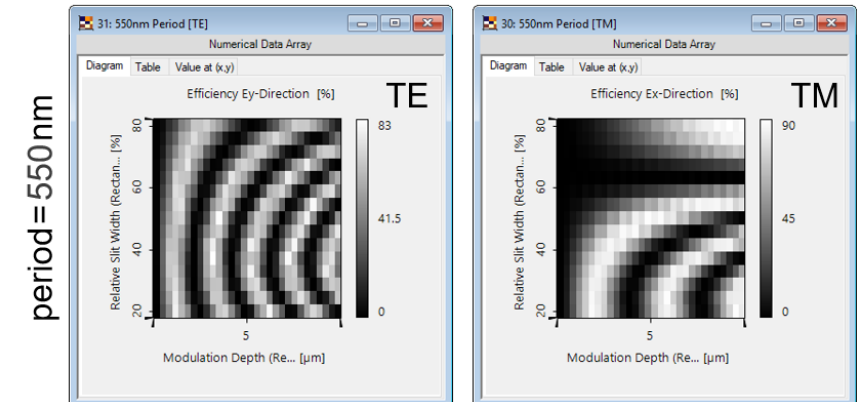 period = 550 nm
31: 550nm Period [TE]
Numerical Data Array
Diagram Table Value at (x,y)
Efficiency Ey-Direction [%]
TE
Relative Slit Width (Rectan... [%]
80
60
40
20
5
Modulation Depth (Re... [µm]
83
41.5
0
30: 550nm Period [TM]
Numerical Data Array
Diagram Table Value at (x,y)
Efficiency Ex-Direction [%]
TM
Relative Slit Width (Rectan... [%]
80
60
40
20
5
Modulation Depth (Re... [µm]
90
45
0